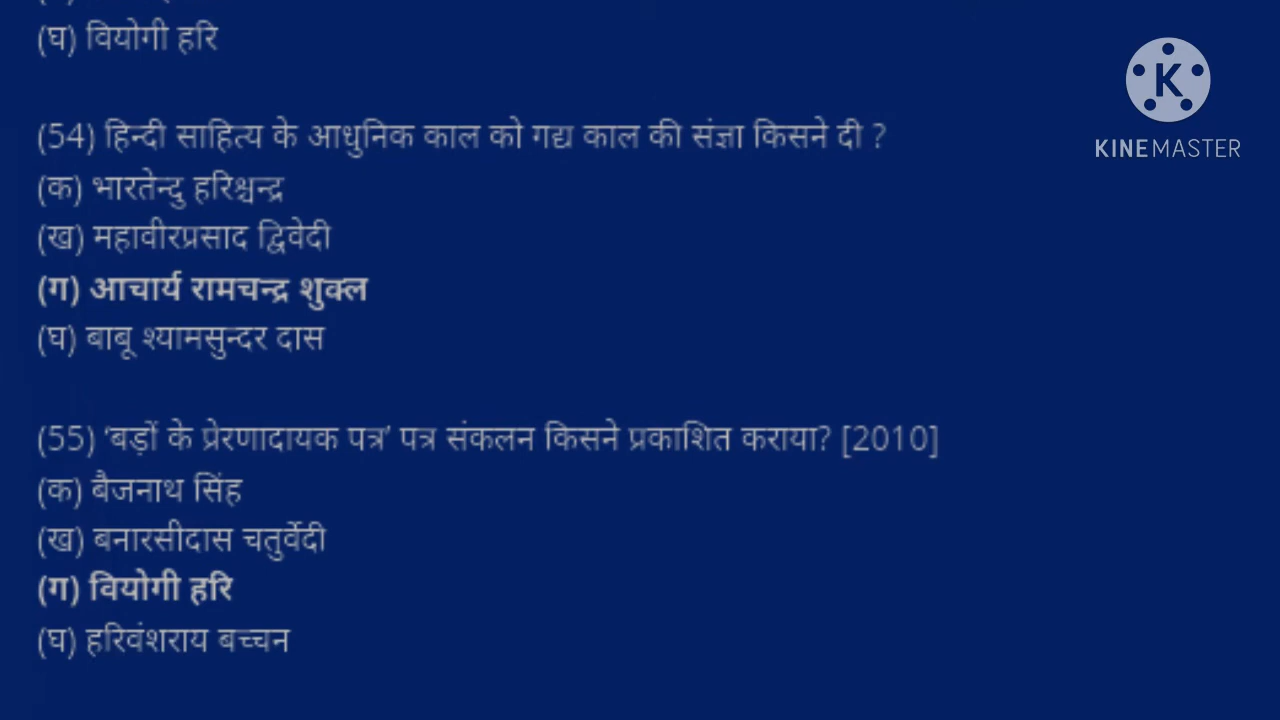 (घ) वियोगी हरि
K
KINEMASTER
(54) हिन्दी साहित्य के आधुनिक काल को गद्य काल की संज्ञा किसने दी ?
(क) भारतेन्दु हरिश्चन्द्र
(ख) महावीरप्रसाद द्विवेदी
(ग) आचार्य रामचन्द्र शुक्ल
(घ) बाबू श्यामसुन्दर दास
(55) ‘बड़ों के प्रेरणादायक पत्र’ पत्र संकलन किसने प्रकाशित कराया? [2010]
(क) बैजनाथ सिंह
(ख) बनारसीदास चतुर्वेदी
(ग) वियोगी हरि
(घ) हरिवंशराय बच्चन